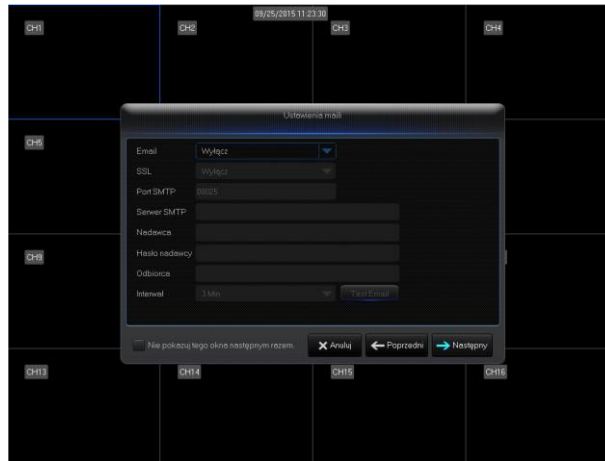 09/25/2015 11:23:30
CH1 CH2 CH3 CH4
Ustawienia maili
CH5
Email Wyłącz
SSL Wyłącz
Port SMTP 00025
Serwer SMTP
Nadawca
Hasło nadawcy
CH9
Odbiorca
Interwał 3 Min Test Email
Nie pokazuj tego okna następnym razem. Anuluj Poprzedni Następny
CH13 CH14 CH15 CH16